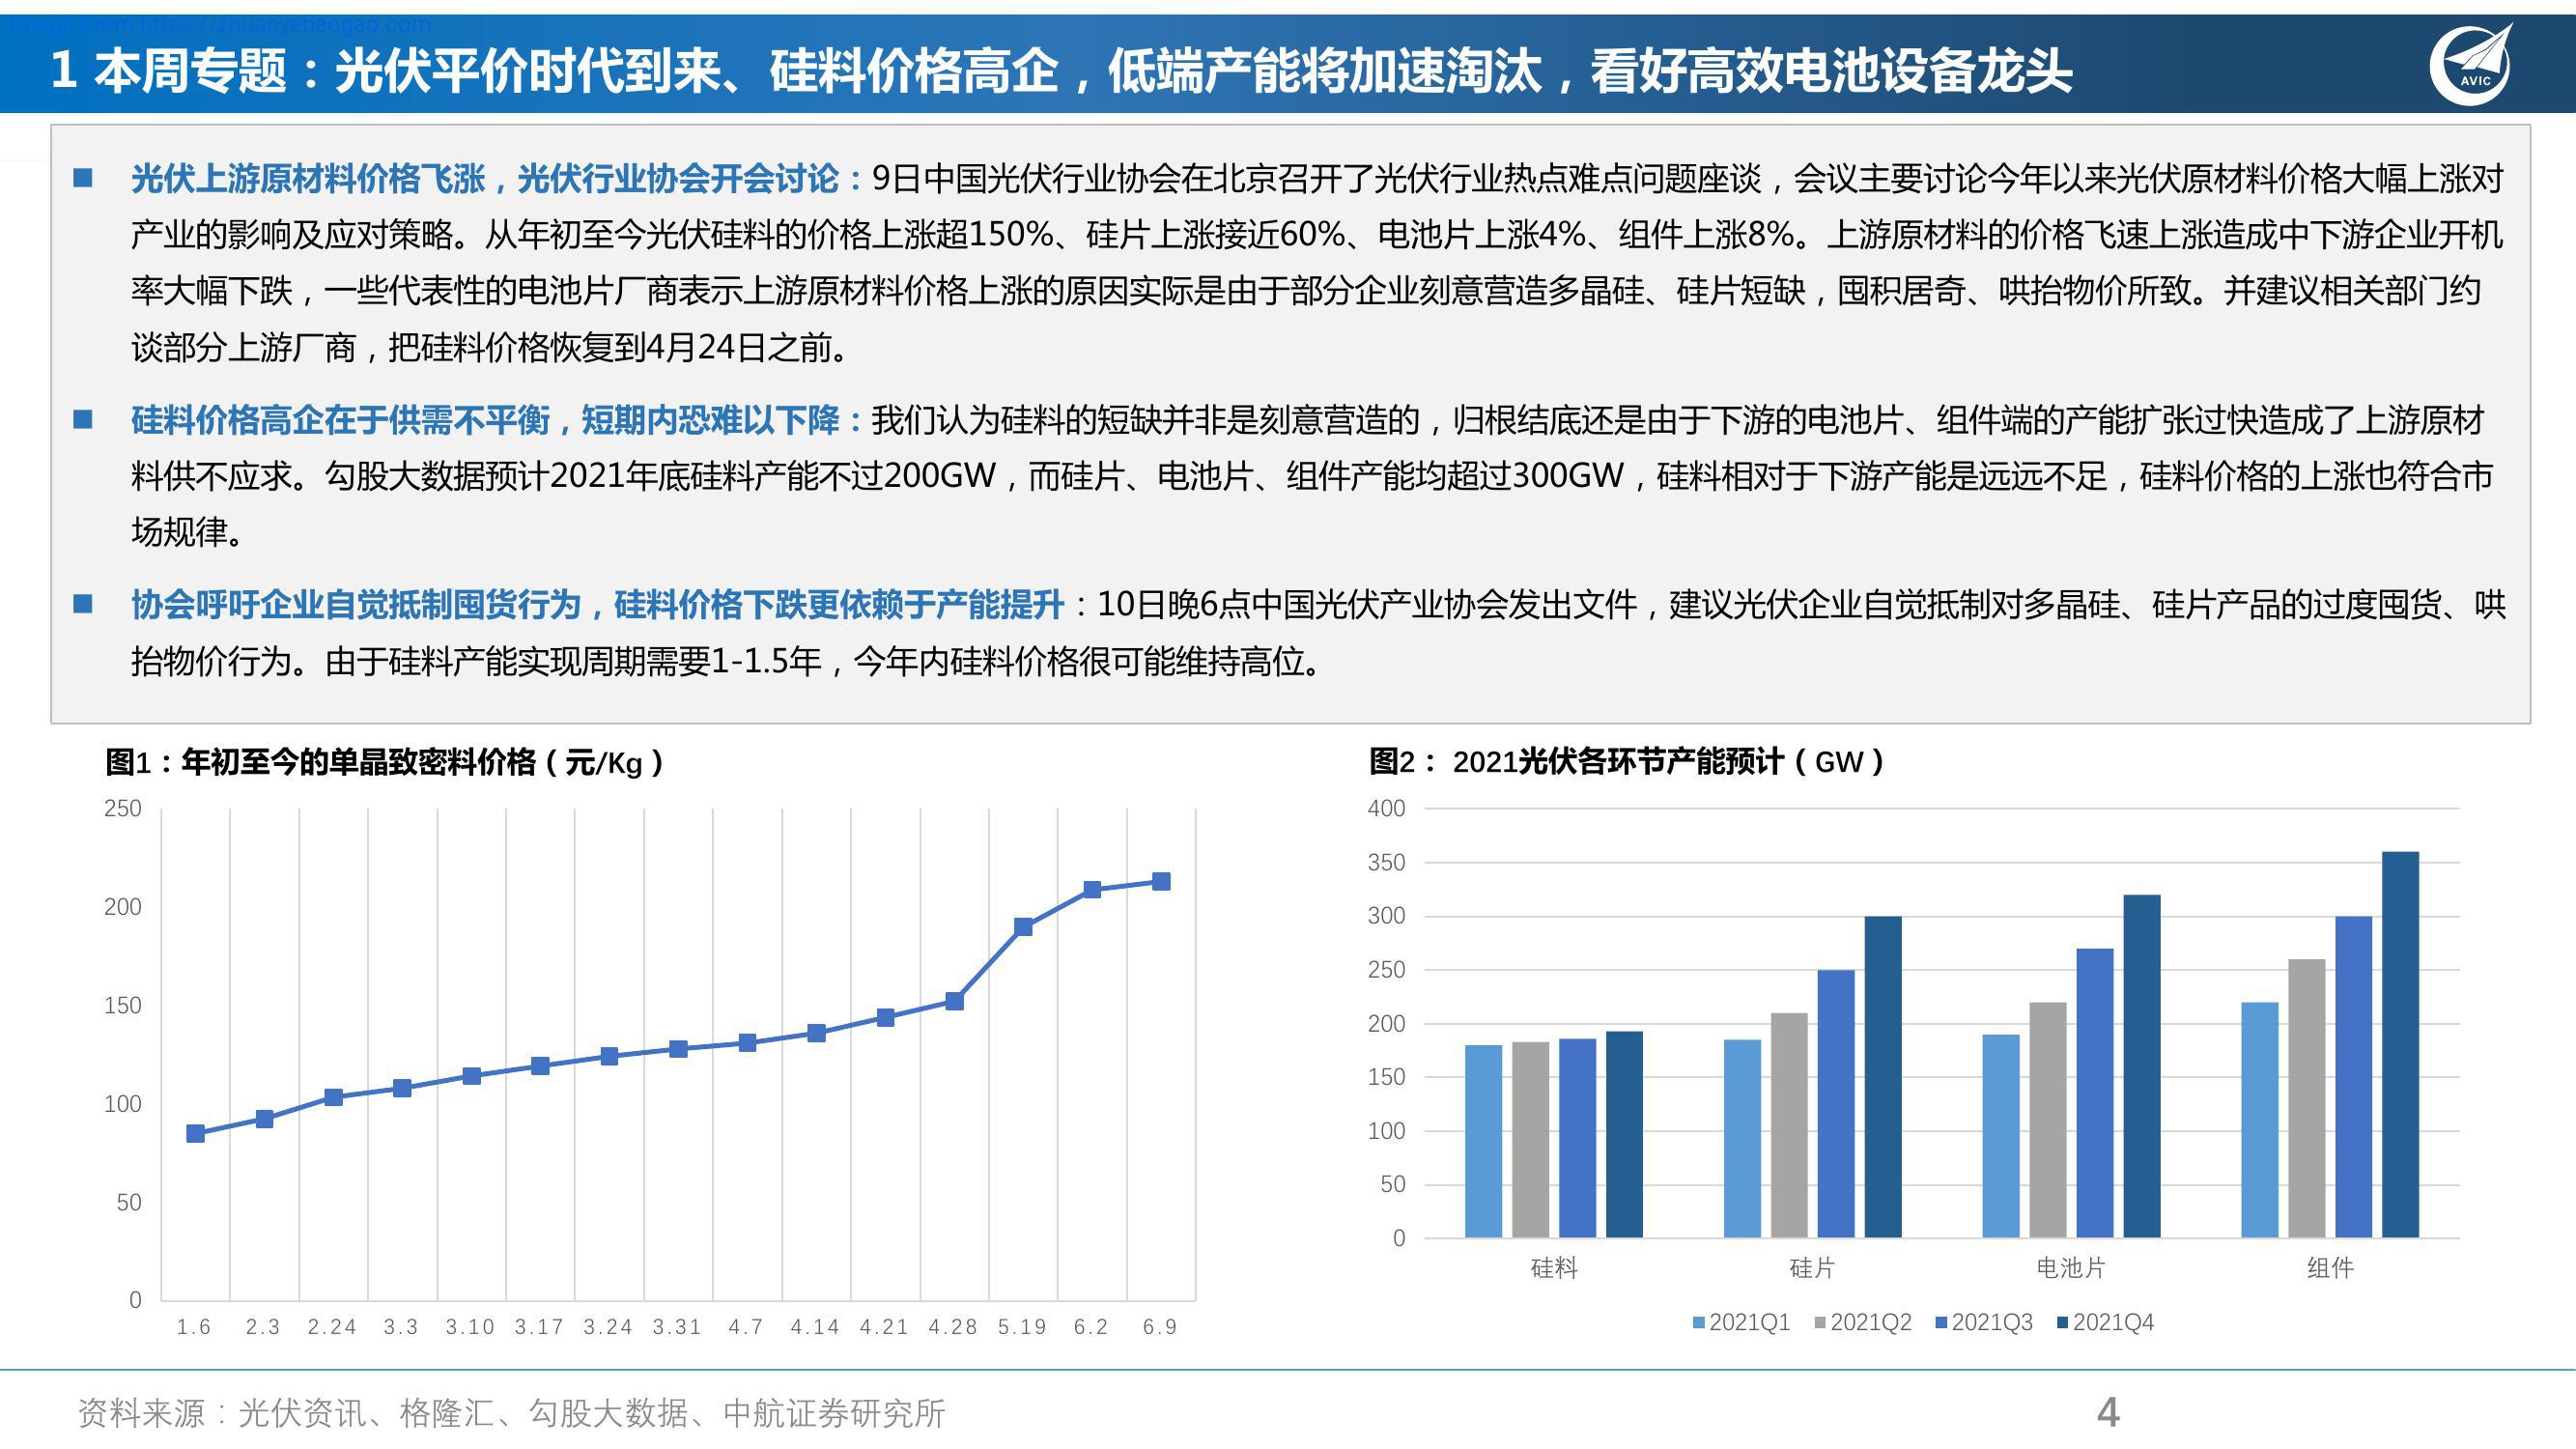 Image From https://zhuanyebaogao.com
1 本周专题：光伏平价时代到来、硅料价格高企，低端产能将加速淘汰，看好高效电池设备龙头
AVIC
■ 光伏上游原材料价格飞涨，光伏行业协会开会讨论：9日中国光伏行业协会在北京召开了光伏行业热点难点问题座谈，会议主要讨论今年以来光伏原材料价格大幅上涨对
产业的影响及应对策略。从年初至今光伏硅料的价格上涨超150%、硅片上涨接近60%、电池片上涨4%、组件上涨8%。上游原材料的价格飞速上涨造成中下游企业开机
率大幅下跌，一些代表性的电池片厂商表示上游原材料价格上涨的原因实际是由于部分企业刻意营造多晶硅、硅片短缺，囤积居奇、哄抬物价所致。并建议相关部门约
谈部分上游厂商，把硅料价格恢复到4月24日之前。
■ 硅料价格高企在于供需不平衡，短期内恐难以下降：我们认为硅料的短缺并非是刻意营造的，归根结底还是由于下游的电池片、组件端的产能扩张过快造成了上游原材
料供不应求。勾股大数据预计2021年底硅料产能不过200GW，而硅片、电池片、组件产能均超过300GW，硅料相对于下游产能是远远不足，硅料价格的上涨也符合市
场规律。
■ 协会呼吁企业自觉抵制囤货行为，硅料价格下跌更依赖于产能提升：10日晚6点中国光伏产业协会发出文件，建议光伏企业自觉抵制对多晶硅、硅片产品的过度囤货、哄
抬物价行为。由于硅料产能实现周期需要1-1.5年，今年内硅料价格很可能维持高位。
图1：年初至今的单晶致密料价格（元/Kg）
250
200
150
100
50
0
1.6 2.3 2.24 3.3 3.10 3.17 3.24 3.31 4.7 4.14 4.21 4.28 5.19 6.2 6.9
图2： 2021光伏各环节产能预计（GW）
400
350
300
250
200
150
100
50
0
硅料 硅片 电池片 组件
2021Q1 2021Q2 2021Q3 2021Q4
资料来源：光伏资讯、格隆汇、勾股大数据、中航证券研究所
4